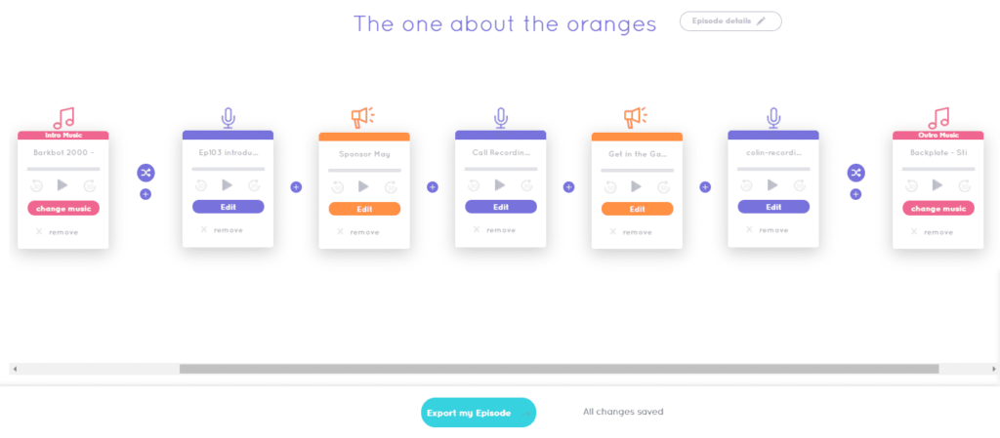 The one about the oranges
Episode details
Intro Music
Barkbat 2000 -
change music
remove
Ep103 introdu...
Edit
remove
Sponsor May
Edit
remove
Call Recordin...
Edit
remove
Get in the Ga...
Edit
remove
colin-recordi...
Edit
remove
Outro Music
Backplate - Sti
change music
remove
Export my Episode
All changes saved